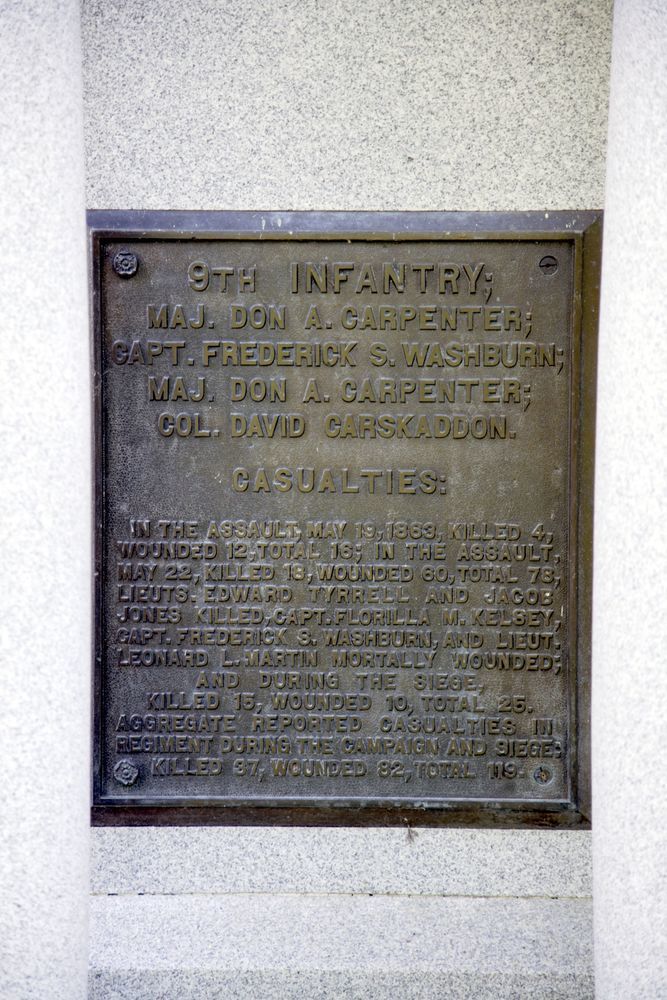 9TH INFANTRY;
MAJ. DON A. CARPENTER;
CAPT. FREDERICK S. WASHBURN;
MAJ. DON A. CARPENTER;
COL. DAVID CARSKADDON.
CASUALTIES:
IN THE ASSAULT, MAY 19, 1863, KILLED 4,
WOUNDED 12, TOTAL 16; IN THE ASSAULT,
MAY 22, KILLED 18, WOUNDED 60, TOTAL 78,
LIEUTS. EDWARD TYRRELL AND JACOB
JONES KILLED, CAPT. FLORILLA M. KELSEY,
CAPT. FREDERICK S. WASHBURN, AND LIEUT.
LEONARD L. MARTIN MORTALLY WOUNDED;
AND DURING THE SIEGE,
KILLED 15, WOUNDED 10, TOTAL 25.
AGGREGATE REPORTED CASUALTIES IN
REGIMENT DURING THE CAMPAIGN AND SIEGE:
KILLED 37, WOUNDED 82, TOTAL 119.